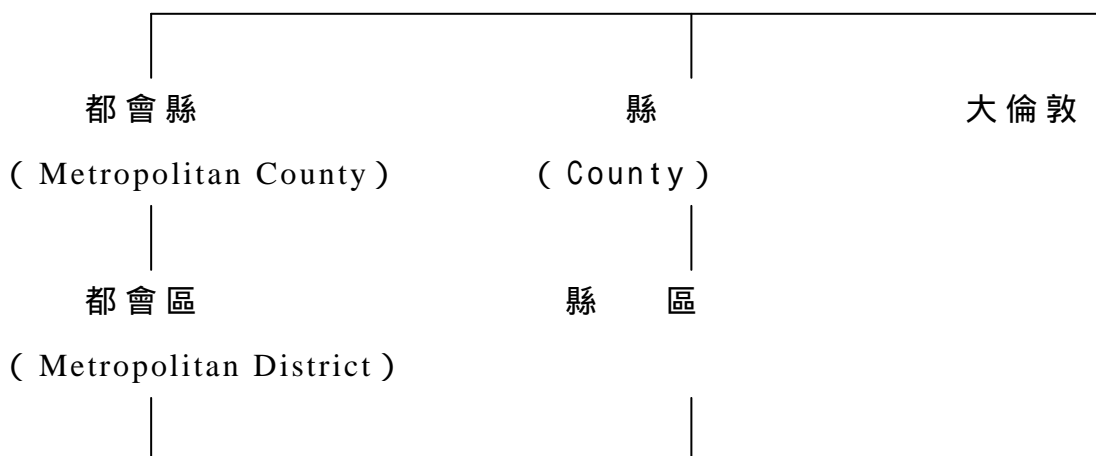 都會縣 縣 大倫敦
( Metropolitan County ) ( County )
都會區 縣 區
( Metropolitan District )